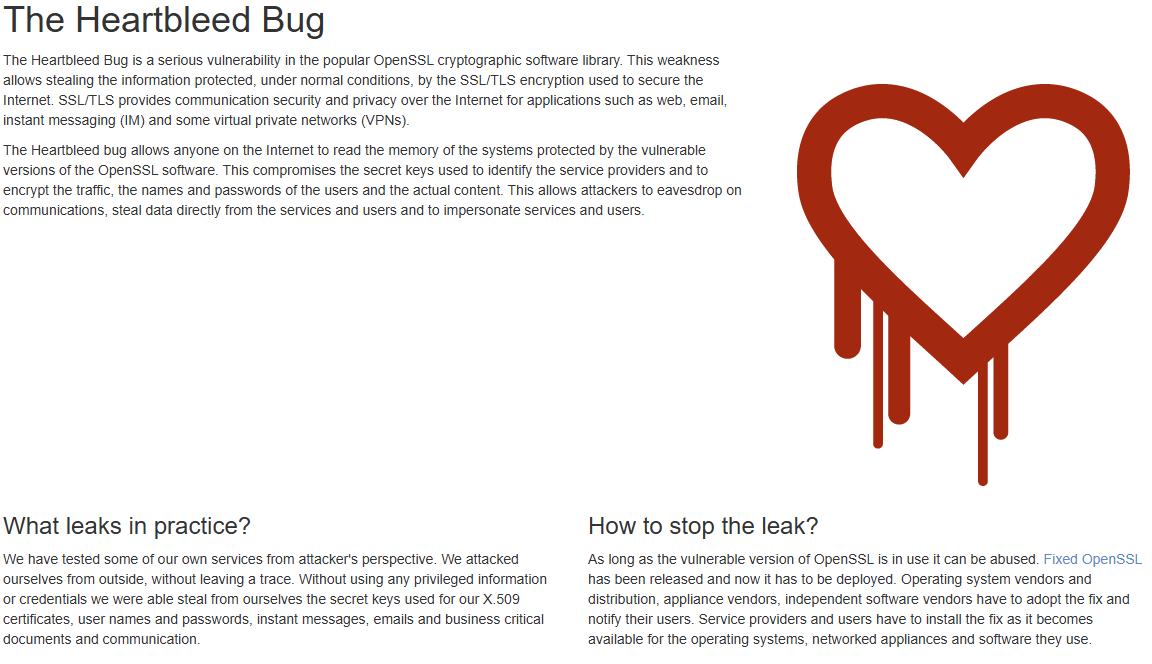 The Heartbleed Bug
The Heartbleed Bug is a serious vulnerability in the popular OpenSSL cryptographic software library. This weakness
allows stealing the information protected, under normal conditions, by the SSL/TLS encryption used to secure the
Internet. SSL/TLS provides communication security and privacy over the Internet for applications such as web, email,
instant messaging (IM) and some virtual private networks (VPNs).
The Heartbleed bug allows anyone on the Internet to read the memory of the systems protected by the vulnerable
versions of the OpenSSL software. This compromises the secret keys used to identify the service providers and to
encrypt the traffic, the names and passwords of the users and the actual content. This allows attackers to eavesdrop on
communications, steal data directly from the services and users and to impersonate services and users.
What leaks in practice?
We have tested some of our own services from attacker's perspective. We attacked
ourselves from outside, without leaving a trace. Without using any privileged information
or credentials we were able steal from ourselves the secret keys used for our X.509
certificates, user names and passwords, instant messages, emails and business critical
documents and communication.
How to stop the leak?
As long as the vulnerable version of OpenSSL is in use it can be abused. Fixed OpenSSL
has been released and now it has to be deployed. Operating system vendors and
distribution, appliance vendors, independent software vendors have to adopt the fix and
notify their users. Service providers and users have to install the fix as it becomes
available for the operating systems, networked appliances and software they use.